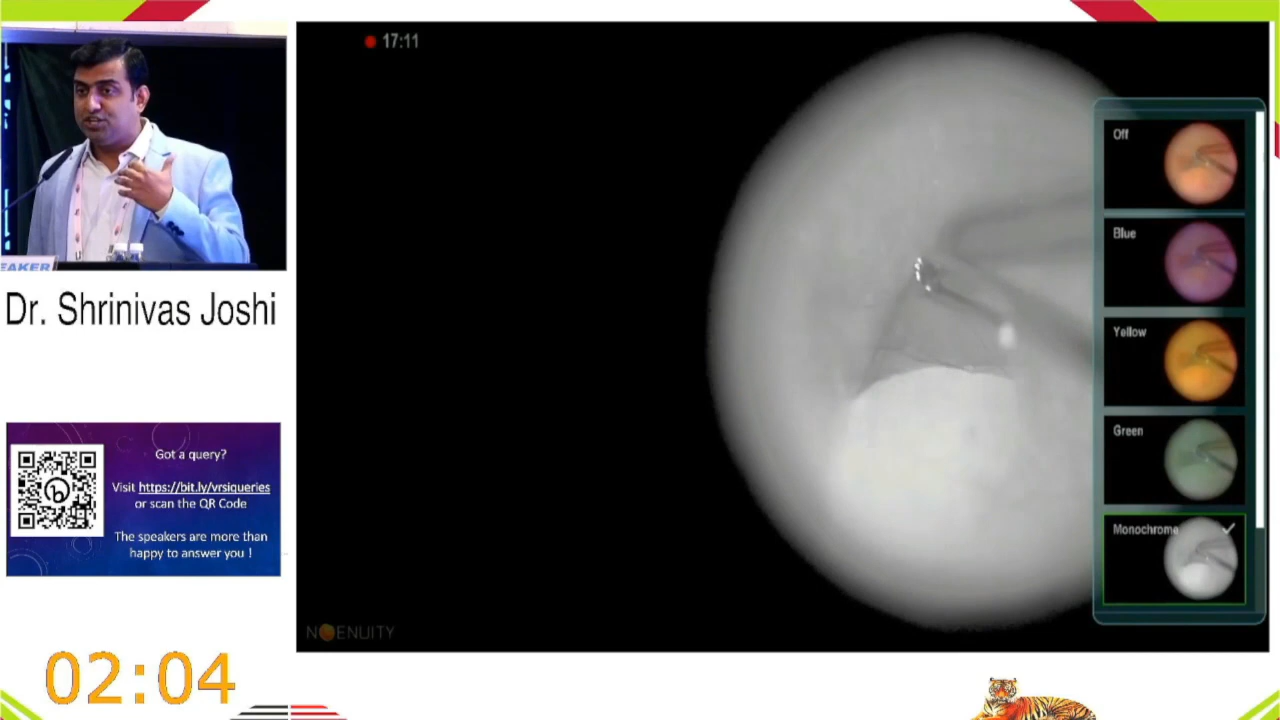 17:11
Off
Blue
Yellow
Green
Monochrome
EAKER
Dr. Shrinivas Joshi
Got a query?
Visit https://bit.ly/vrsiqueries
or scan the QR Code
The speakers are more than
happy to answer you !
NOENUITY
02:04